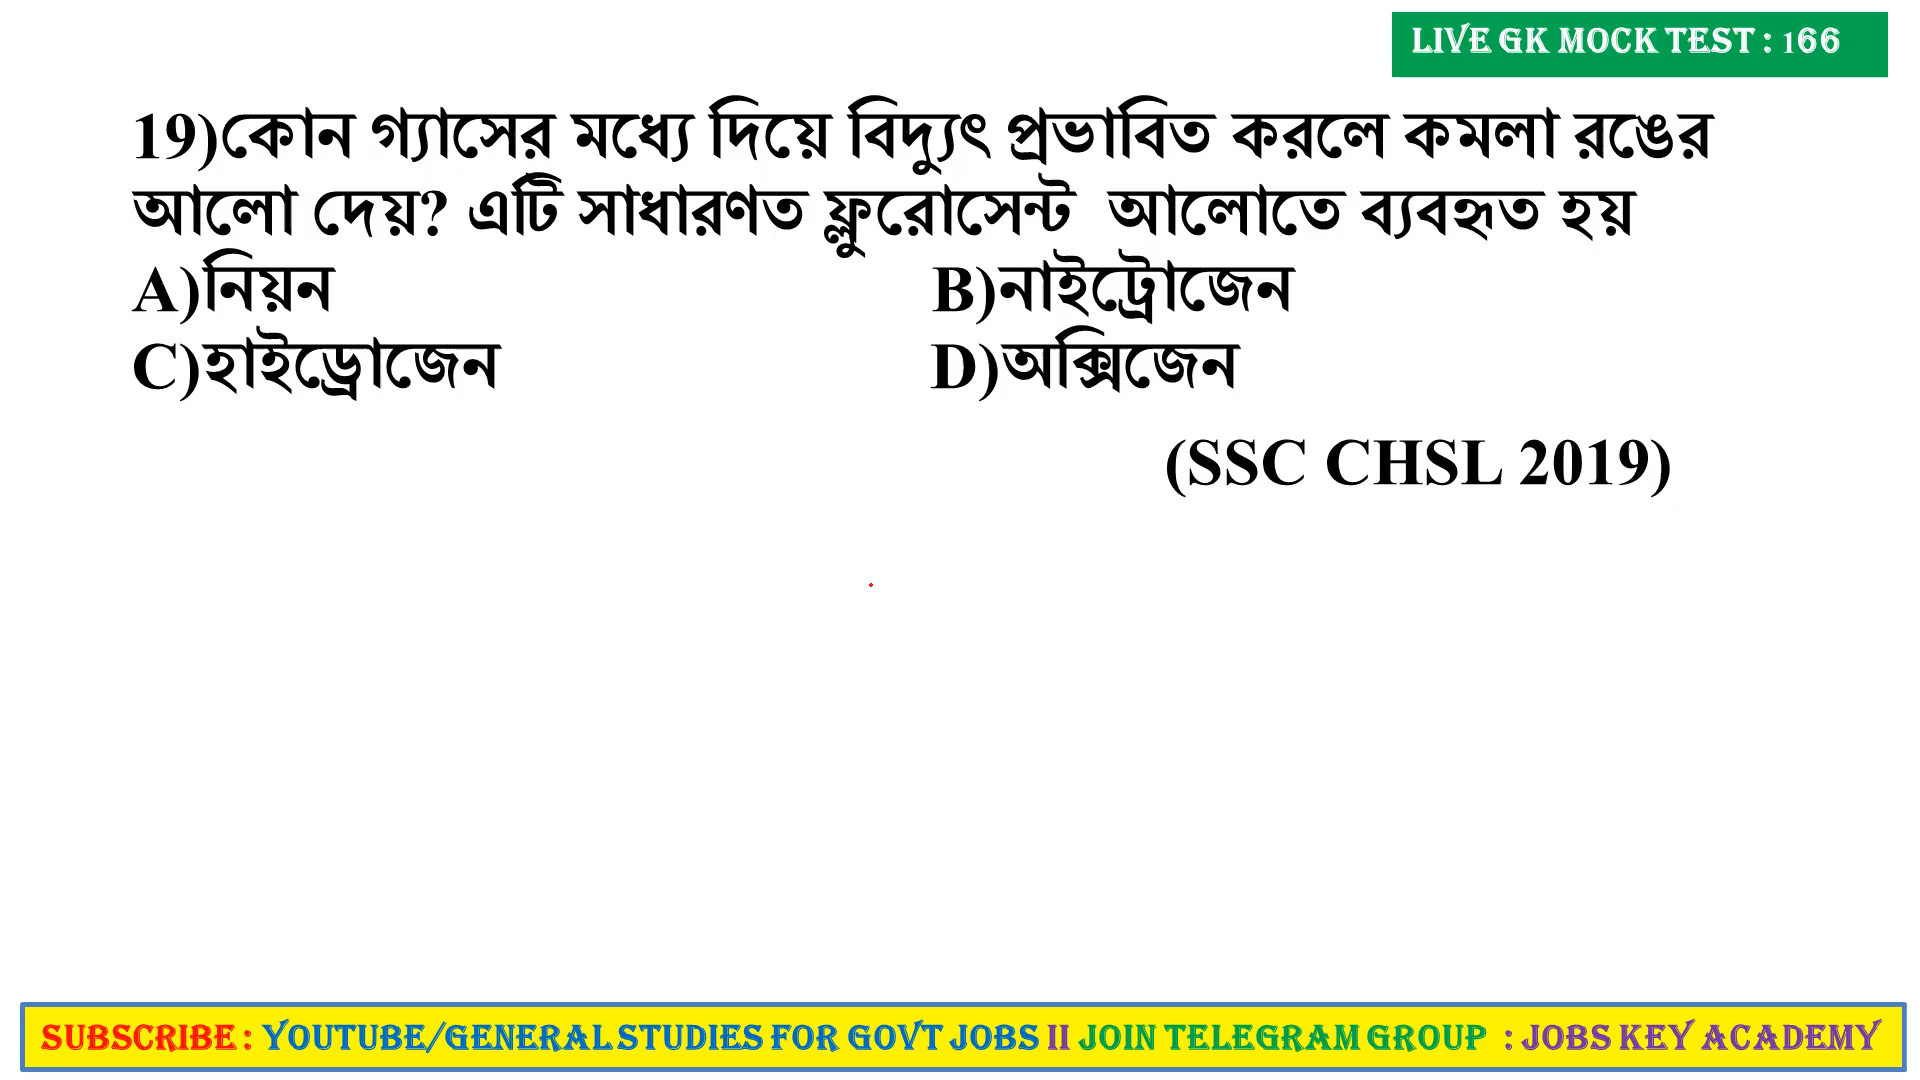 LIVE GK MOCK TEST : 166
19)কোন গ্যাসের মধ্যে দিয়ে বিদ্যুৎ প্রভাবিত করলে কমলা রঙের
আলো দেয়? এটি সাধারণত ফ্লুরোসেন্ট আলোতে ব্যবহৃত হয়
A)নিয়ন B)নাইট্রোজেন
C)হাইড্রোজেন D)অক্সিজেন
(SSC CHSL 2019)
SUBSCRIBE : YOUTUBE/GENERAL STUDIES FOR GOVT JOBS II JOIN TELEGRAM GROUP : JOBS KEY ACADEMY